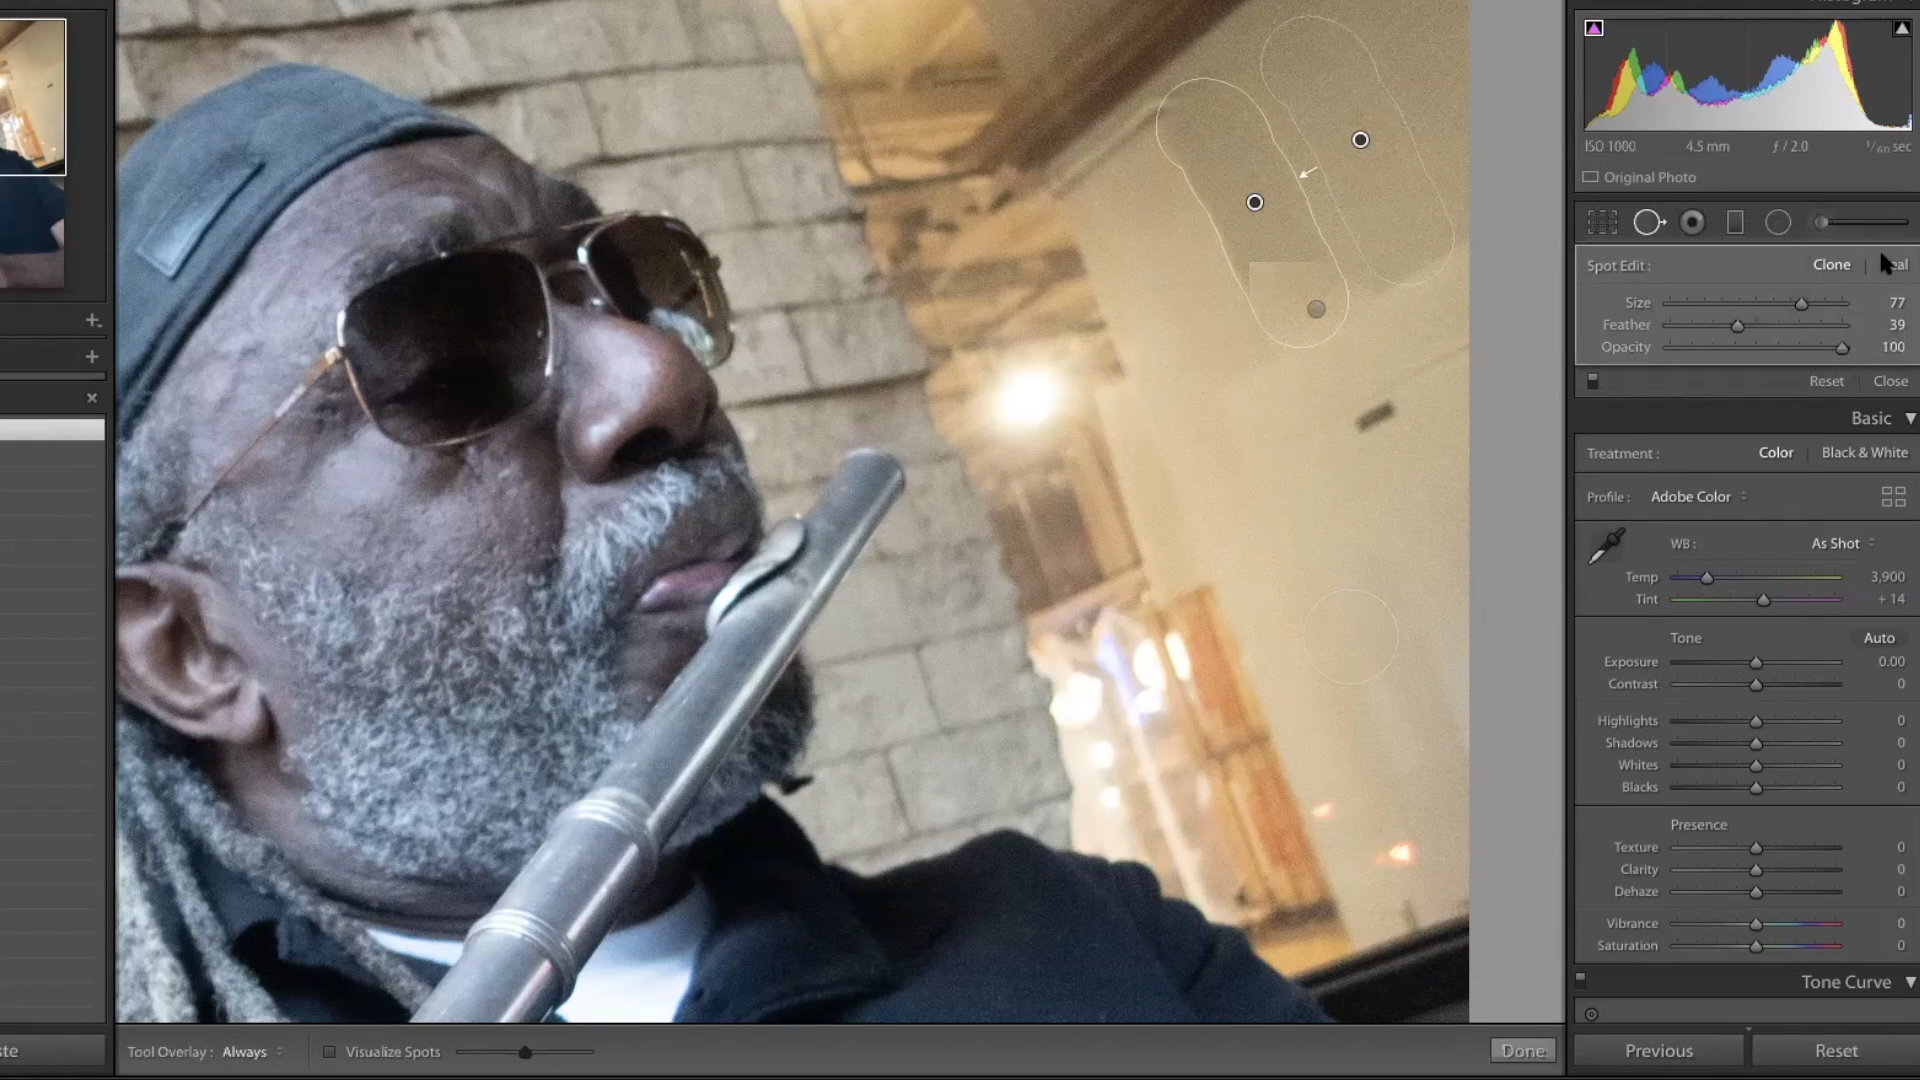 ISO 1000 4.5 mm ƒ / 2.0 1/60 sec
Original Photo
Spot Edit : Clone
Size 77
Feather 39
Opacity 100
Reset Close
Basic
Treatment : Color Black & White
Profile : Adobe Color
WB : As Shot
Temp 3,900
Tint + 14
Tone Auto
Exposure 0.00
Contrast 0
Highlights 0
Shadows 0
Whites 0
Blacks 0
Presence
Texture 0
Clarity 0
Dehaze 0
Vibrance 0
Saturation 0
Tone Curve
Tool Overlay : Always Visualize Spots Done
Previous Reset